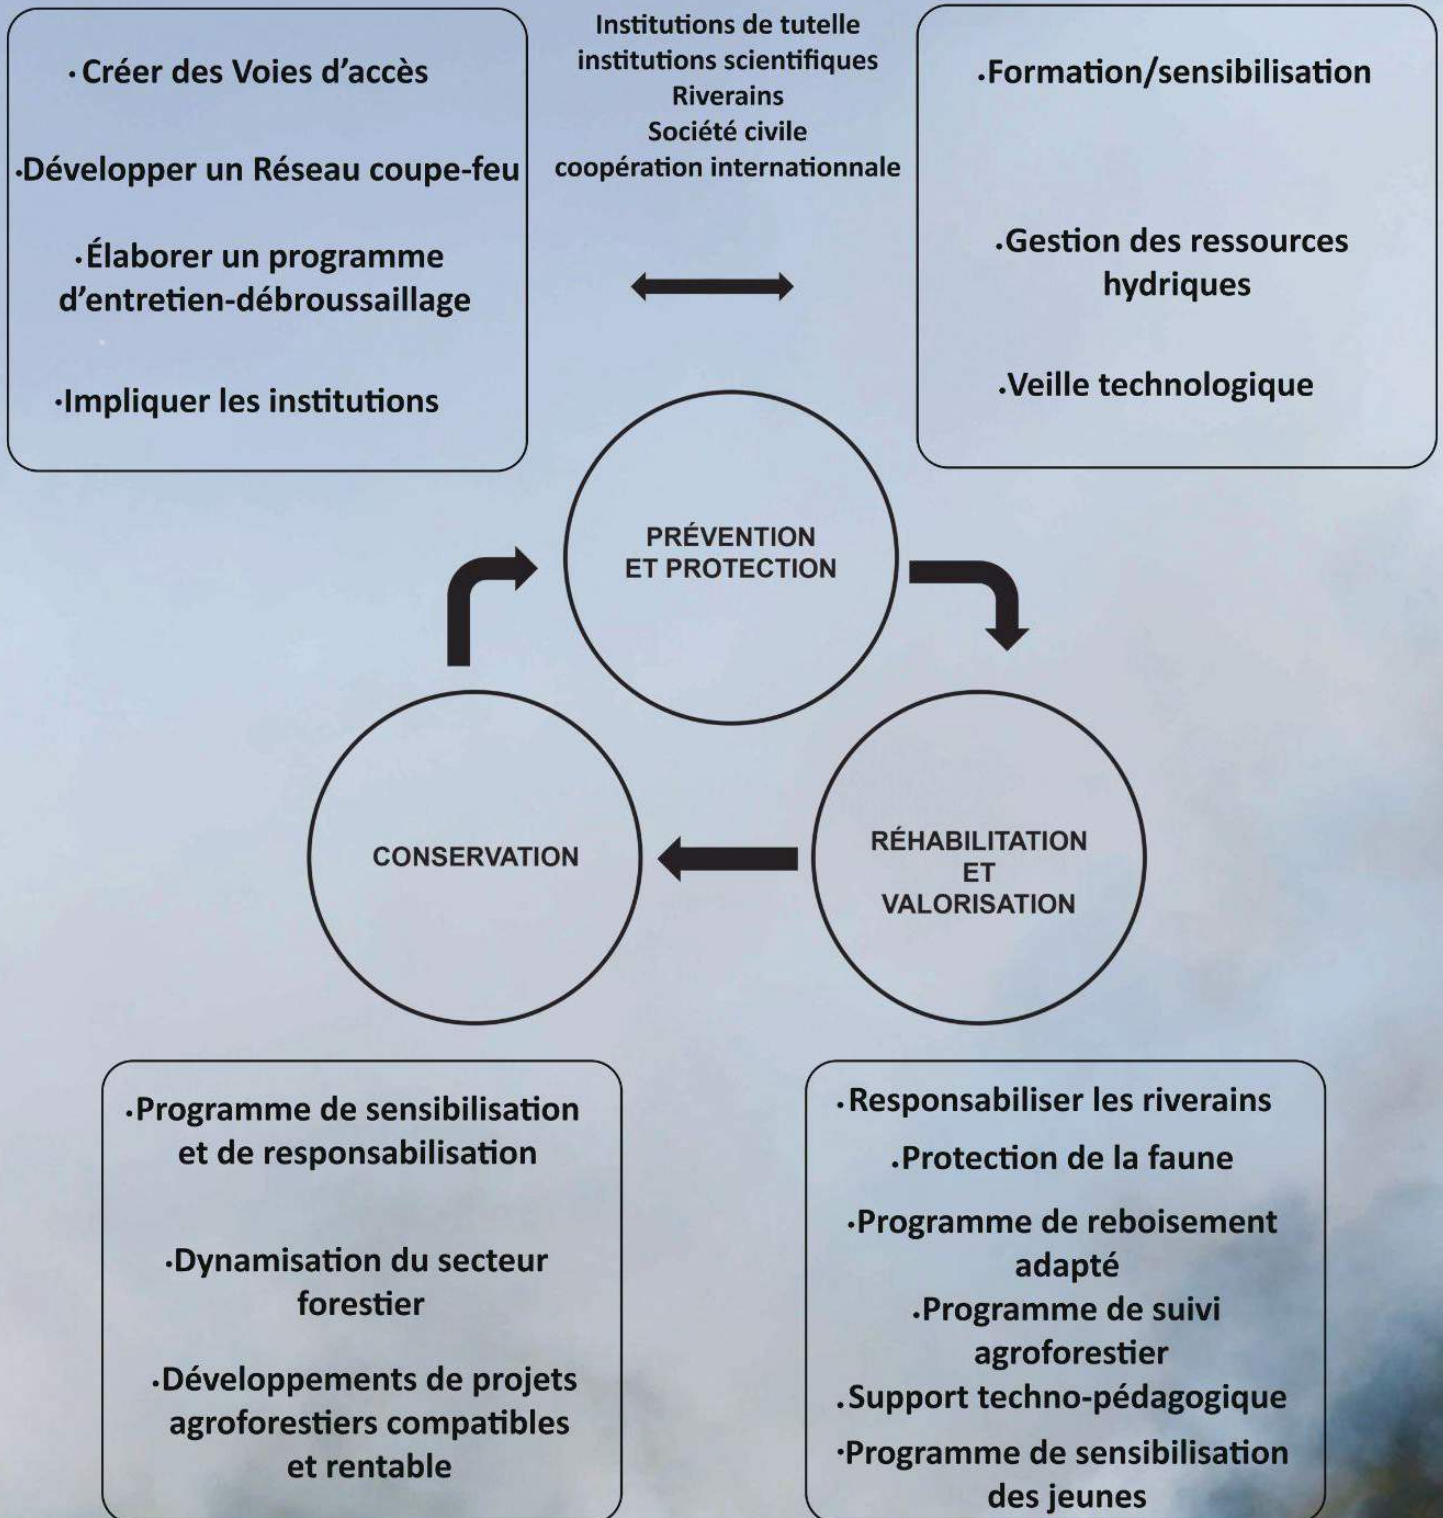 · Créer des Voies d'accès
·Développer un Réseau coupe-feu
·Élaborer un programme
d'entretien-débroussaillage
·Impliquer les institutions
Institutions de tutelle
institutions scientifiques
Riverains
Société civile
coopération internationnale
·Formation/sensibilisation
·Gestion des ressources
hydriques
·Veille technologique
PRÉVENTION
ET PROTECTION
CONSERVATION
RÉHABILITATION
ET
VALORISATION
·Programme de sensibilisation
et de responsabilisation
·Dynamisation du secteur
forestier
·Développements de projets
agroforestiers compatibles
et rentable
·Responsabiliser les riverains
·Protection de la faune
·Programme de reboisement
adapté
·Programme de suivi
agroforestier
· Support techno-pédagogique
·Programme de sensibilisation
des jeunes